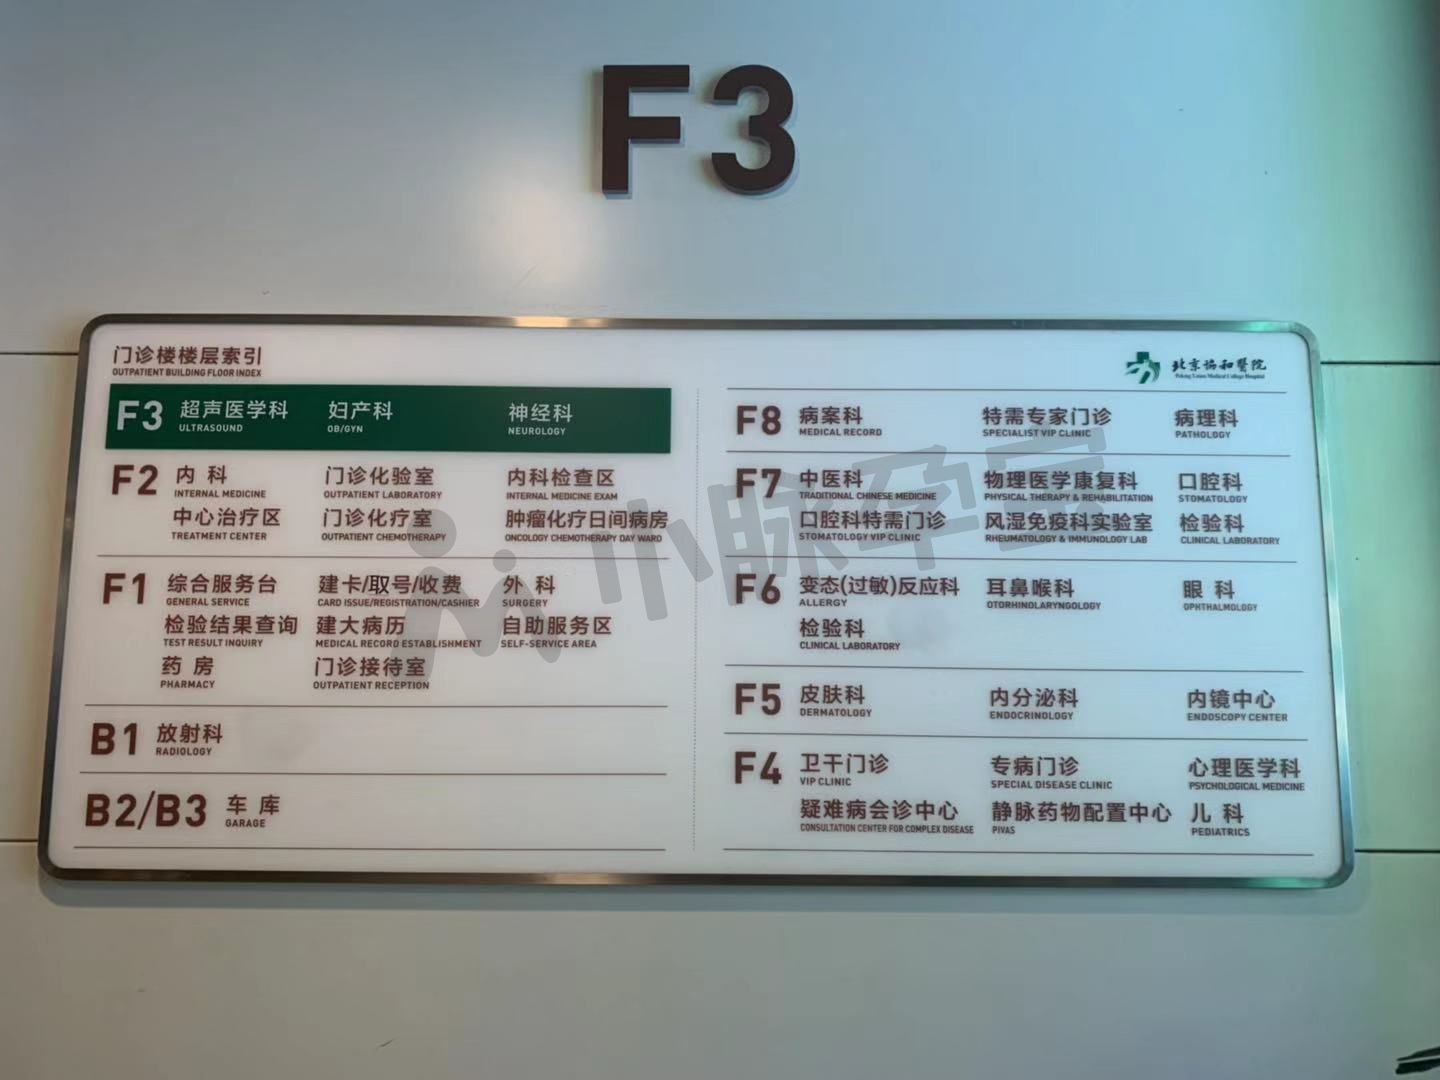 F3
门诊楼楼层索引
OUTPATIENT BUILDING FLOOR INDEX
北京协和医院
Peking Union Medical College Hospital
F3 超声医学科 妇产科 神经科
ULTRASOUND OB/GYN NEUROLOGY
F2 内 科 门诊化验室 内科检查区
INTERNAL MEDICINE OUTPATIENT LABORATORY INTERNAL MEDICINE EXAM
中心治疗区 门诊化疗室 肿瘤化疗日间病房
TREATMENT CENTER OUTPATIENT CHEMOTHERAPY ONCOLOGY CHEMOTHERAPY DAY WARD
F1 综合服务台 建卡/取号/收费 外 科
GENERAL SERVICE CARD ISSUE/REGISTRATION/CASHIER SURGERY
检验结果查询 建大病历 自助服务区
TEST RESULT INQUIRY MEDICAL RECORD ESTABLISHMENT SELF-SERVICE AREA
药 房 门诊接待室
PHARMACY OUTPATIENT RECEPTION
B1 放射科
RADIOLOGY
B2/B3 车 库
GARAGE
F8 病案科 特需专家门诊 病理科
MEDICAL RECORD SPECIALIST VIP CLINIC PATHOLOGY
F7 中医科 物理医学康复科 口腔科
TRADITIONAL CHINESE MEDICINE PHYSICAL THERAPY & REHABILITATION STOMATOLOGY
口腔科特需门诊 风湿免疫科实验室 检验科
STOMATOLOGY VIP CLINIC RHEUMATOLOGY & IMMUNOLOGY LAB CLINICAL LABORATORY
F6 变态(过敏)反应科 耳鼻喉科 眼 科
ALLERGY OTORHINOLARYNGOLOGY OPHTHALMOLOGY
检验科
CLINICAL LABORATORY
F5 皮肤科 内分泌科 内镜中心
DERMATOLOGY ENDOCRINOLOGY ENDOSCOPY CENTER
F4 卫干门诊 专病门诊 心理医学科
VIP CLINIC SPECIAL DISEASE CLINIC PSYCHOLOGICAL MEDICINE
疑难病会诊中心 静脉药物配置中心 儿 科
CONSULTATION CENTER FOR COMPLEX DISEASE PIVAS PEDIATRICS
小脉孕宝